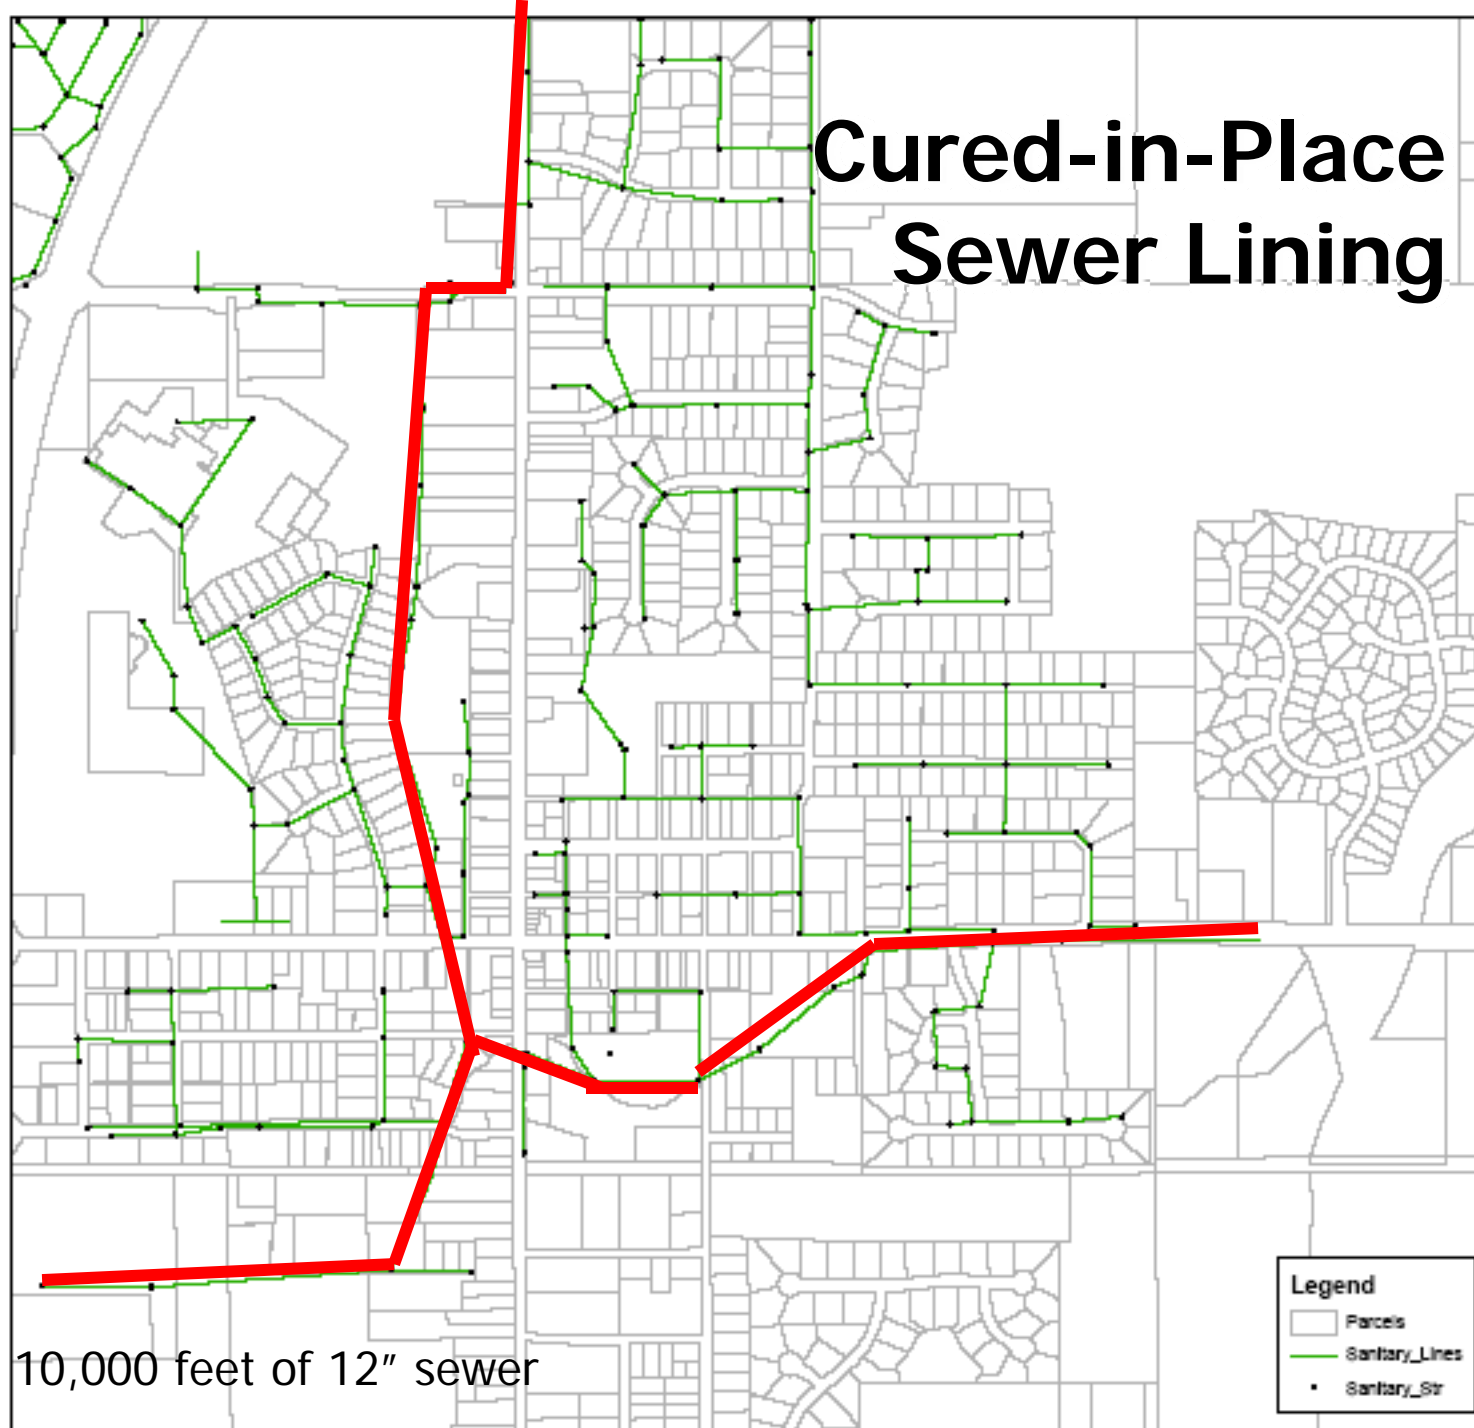 Cured-in-Place
Sewer Lining
Legend
Parcels
Sanitary_Lines
Sanitary_Str
10,000 feet of 12” sewer